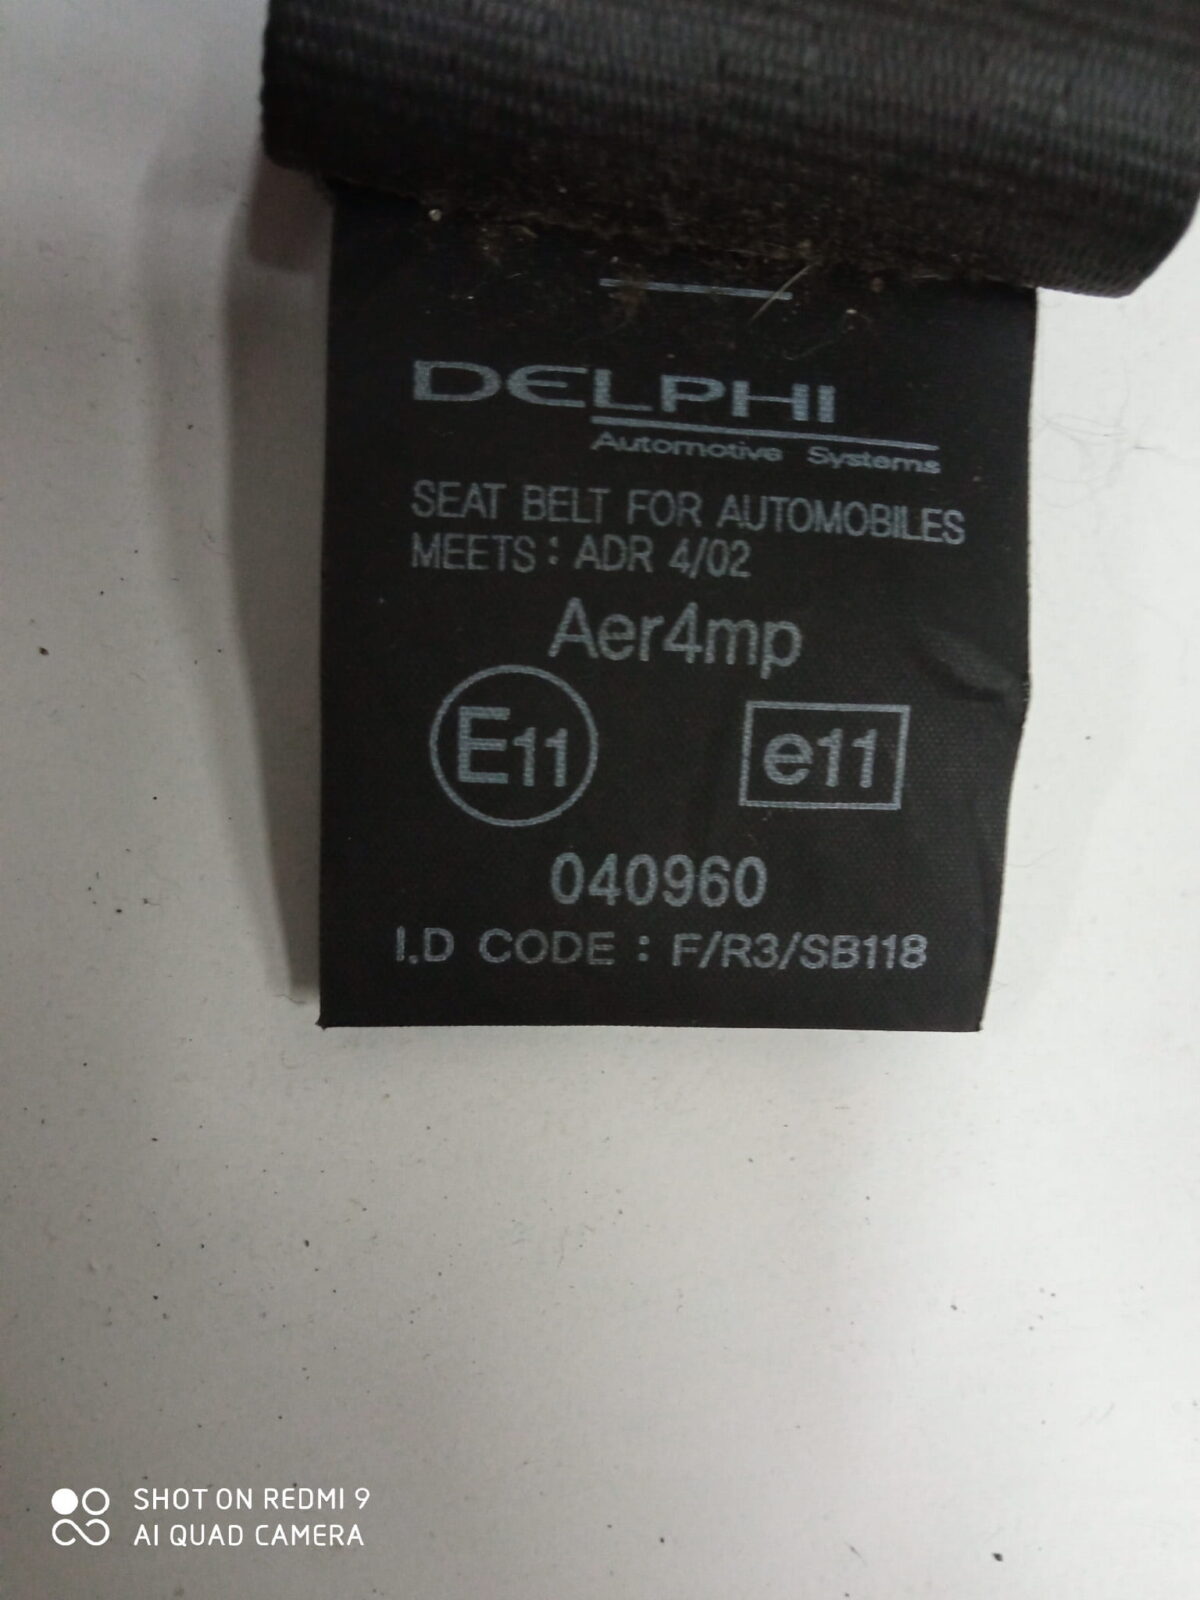 DELPHI
Automotive Systems
SEAT BELT FOR AUTOMOBILES
MEETS : ADR 4/02
Aer4mp
E11 e11
040960
I.D CODE : F/R3/SB118
SHOT ON REDMI 9
AI QUAD CAMERA